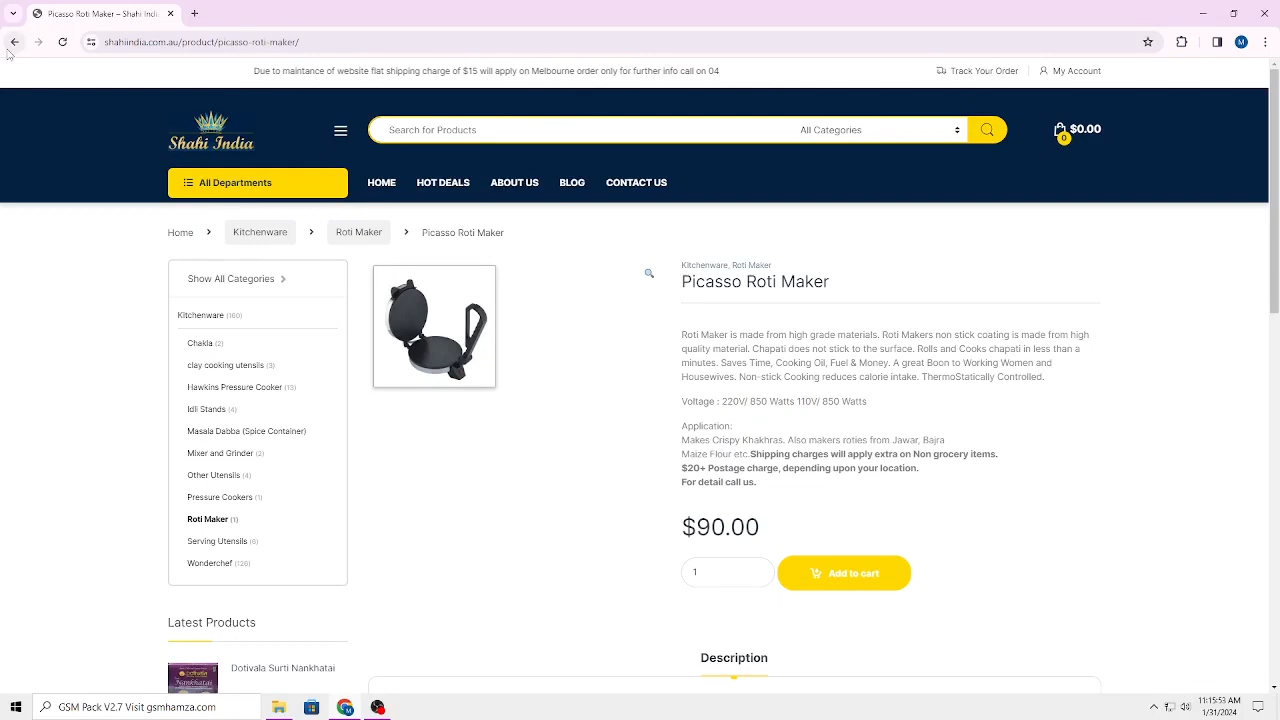 Picasso Roti Maker – Shahi India
shahiindia.com.au/product/picasso-roti-maker/
M
Due to maintance of website flat shipping charge of $15 will apply on Melbourne order only for further info call on 04
Track Your Order
My Account
Shahi India
Search for Products
All Categories
0
$0.00
All Departments
HOME
HOT DEALS
ABOUT US
BLOG
CONTACT US
Home
Kitchenware
Roti Maker
Picasso Roti Maker
Show All Categories
Kitchenware (160)
Chakla (2)
clay cooking utensils (3)
Hawkins Pressure Cooker (13)
Idli Stands (4)
Masala Dabba (Spice Container)
Mixer and Grinder (2)
Other Utensils (4)
Pressure Cookers (1)
Roti Maker (1)
Serving Utensils (6)
Wonderchef (126)
Latest Products
Dotivala Surti Nankhatai
Nankhatai
Kitchenware, Roti Maker
Picasso Roti Maker
Roti Maker is made from high grade materials. Roti Makers non stick coating is made from high
quality material. Chapati does not stick to the surface. Rolls and Cooks chapati in less than a
minutes. Saves Time, Cooking Oil, Fuel & Money. A great Boon to Working Women and
Housewives. Non-stick Cooking reduces calorie intake. ThermoStatically Controlled.
Voltage : 220V/ 850 Watts 110V/ 850 Watts
Application:
Makes Crispy Khakhras. Also makers roties from Jawar, Bajra
Maize Flour etc.Shipping charges will apply extra on Non grocery items.
$20+ Postage charge, depending upon your location.
For detail call us.
$90.00
1
Add to cart
Description
GSM Pack V2.7 Visit gsmhamza.com
11:15:53 AM
1/31/2024